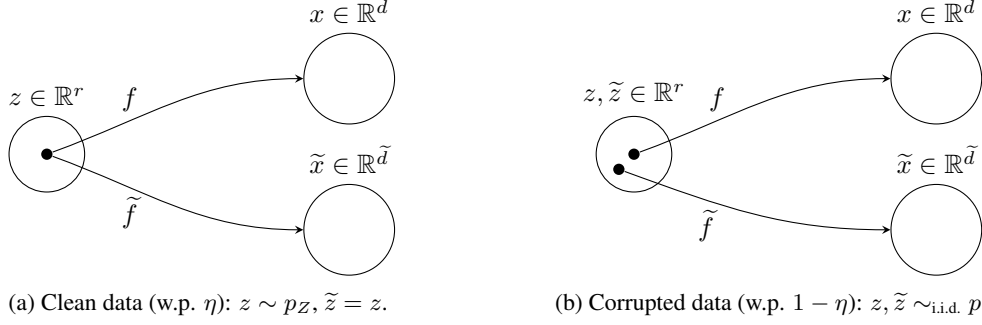 x ∈ ℝ^d
x ∈ ℝ^d
z ∈ ℝ^r
f
z, z̃ ∈ ℝ^r
f
x̃ ∈ ℝ^d̃
x̃ ∈ ℝ^d̃
f̃
f̃
(a) Clean data (w.p. η): z ∼ p_Z, z̃ = z.
(b) Corrupted data (w.p. 1 − η): z, z̃ ∼_i.i.d. p